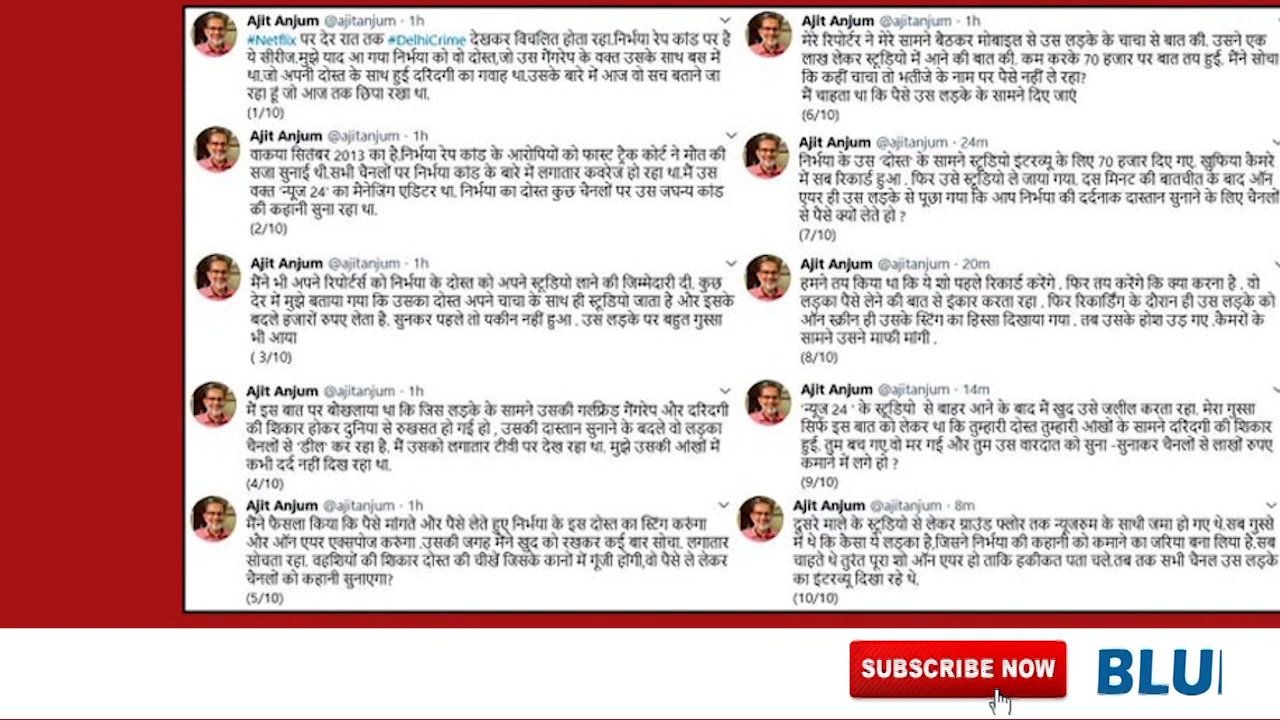 Ajit Anjum @ajitanjum · 1h
#Netflix पर देर रात तक #DelhiCrime देखकर विचलित होता रहा.निर्भया रेप कांड पर है
ये सीरीज.मुझे याद आ गया निर्भया को वो दोस्त,जो उस गैंगरेप के वक्त उसके साथ बस में
था.जो अपनी दोस्त के साथ हुई दरिंदगी का गवाह था.उसके बारे में आज वो सच बताने जा
रहा हूं जो आज तक छिपा रखा था.
(1/10)
Ajit Anjum @ajitanjum · 1h
वाकया सितंबर 2013 का है.निर्भया रेप कांड के आरोपियों को फास्ट ट्रैक कोर्ट ने मौत की
सजा सुनाई थी.सभी चैनलों पर निर्भया कांड के बारे में लगातार कवरेज हो रहा था.मैं उस
वक्त 'न्यूज 24' का मैनेजिंग एडिटर था. निर्भया का दोस्त कुछ चैनलों पर उस जघन्य कांड
की कहानी सुना रहा था.
(2/10)
Ajit Anjum @ajitanjum · 1h
मैंने भी अपने रिपोर्टर्स को निर्भया के दोस्त को अपने स्टूडियो लाने की जिम्मेदारी दी. कुछ
देर में मुझे बताया गया कि उसका दोस्त अपने चाचा के साथ ही स्टूडियो जाता है और इसके
बदले हजारों रुपए लेता है. सुनकर पहले तो यकीन नहीं हुआ . उस लड़के पर बहुत गुस्सा
भी आया
( 3/10)
Ajit Anjum @ajitanjum · 1h
में इस बात पर बौखलाया था कि जिस लड़के के सामने उसकी गर्लफ्रेंड गैंगरेप और दरिंदगी
की शिकार होकर दुनिया से रुखसत हो गई हो , उसकी दास्तान सुनाने के बदले वो लड़का
चैनलों से 'डील' कर रहा है. मैं उसको लगातार टीवी पर देख रहा था. मुझे उसकी आंखों में
कभी दर्द नहीं दिख रहा था.
(4/10)
Ajit Anjum @ajitanjum · 1h
मैंने फैसला किया कि पैसे मांगते और पैसे लेते हुए निर्भया के इस दोस्त का स्टिंग करुंगा
और ऑन एयर एक्सपोज करुंगा .उसकी जगह मैंने खुद को रखकर कई बार सोचा. लगातार
सोचता रहा. वहशियों की शिकार दोस्त की चीखें जिसके कानों में गूंजी होंगी,वो पैसे ले लेकर
चैनलों को कहानी सुनाएगा?
(5/10)
Ajit Anjum @ajitanjum · 1h
मेरे रिपोर्टर ने मेरे सामने बैठकर मोबाइल से उस लड़के के चाचा से बात की. उसने एक
लाख लेकर स्टूडियो में आने की बात की. कम करके 70 हजार पर बात तय हुई. मैंने सोचा
कि कहीं चाचा तो भतीजे के नाम पर पैसे नहीं ले रहा?
मैं चाहता था कि पैसे उस लड़के के सामने दिए जाएं
(6/10)
Ajit Anjum @ajitanjum · 24m
निर्भया के उस 'दोस्त' के सामने स्टूडियो इंटरव्यू के लिए 70 हजार दिए गए. खुफिया कैमरे
में सब रिकार्ड हुआ . फिर उसे स्टूडियो ले जाया गया. दस मिनट की बातचीत के बाद ऑन
एयर ही उस लड़के से पूछा गया कि आप निर्भया की दर्दनाक दास्तान सुनाने के लिए चैनलों
से पैसे क्यों लेते हो ?
(7/10)
Ajit Anjum @ajitanjum · 20m
हमने तय किया था कि ये शो पहले रिकार्ड करेंगे . फिर तय करेंगे कि क्या करना है . वो
लड़का पैसे लेने की बात से इंकार करता रहा . फिर रिकार्डिंग के दौरान ही उस लड़के को
ऑन स्क्रीन ही उसके स्टिंग का हिस्सा दिखाया गया . तब उसके होश उड़ गए .कैमरों के
सामने उसने माफी मांगी .
(8/10)
Ajit Anjum @ajitanjum · 14m
'न्यूज 24 ' के स्टूडियो से बाहर आने के बाद मैं खुद उसे जलील करता रहा. मेरा गुस्सा
सिर्फ इस बात को लेकर था कि तुम्हारी दोस्त तुम्हारी आंखों के सामने दरिंदगी की शिकार
हुई. तुम बच गए.वो मर गई और तुम उस वारदात को सुना -सुनाकर चैनलों से लाखों रुपए
कमाने में लगे हो ?
(9/10)
Ajit Anjum @ajitanjum · 8m
दूसरे माले के स्टूडियो से लेकर ग्राउंड फ्लोर तक न्यूजरुम के साथी जमा हो गए थे.सब गुस्से
में थे कि कैसा ये लड़का है,जिसने निर्भया की कहानी को कमाने का जरिया बना लिया है.सब
चाहते थे तुरंत पूरा शो ऑन एयर हो ताकि हकीकत पता चले.तब तक सभी चैनल उस लड़के
का इंटरव्यू दिखा रहे थे.
(10/10)
SUBSCRIBE NOW
BLU